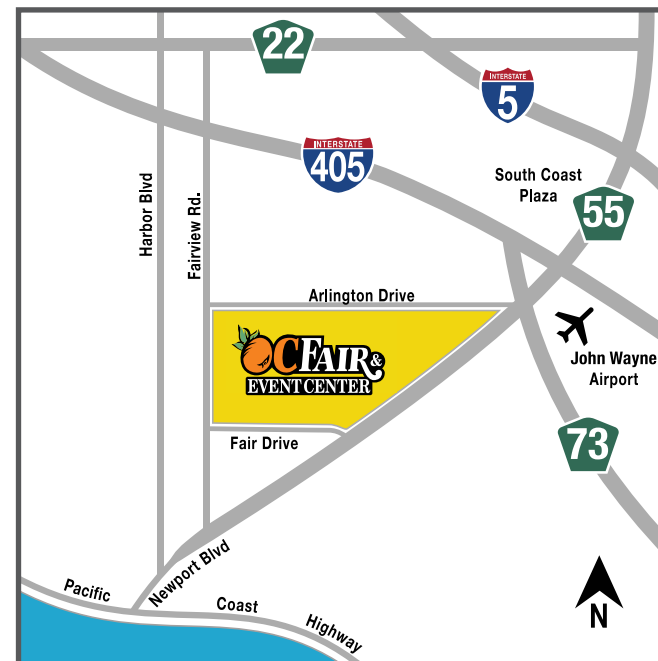 22
INTERSTATE
5
INTERSTATE
405
South Coast
Plaza
55
Harbor Blvd
Fairview Rd.
Arlington Drive
OC FAIR &
EVENT CENTER
John Wayne
Airport
Fair Drive
73
Newport Blvd
Pacific
Coast
Highway
N